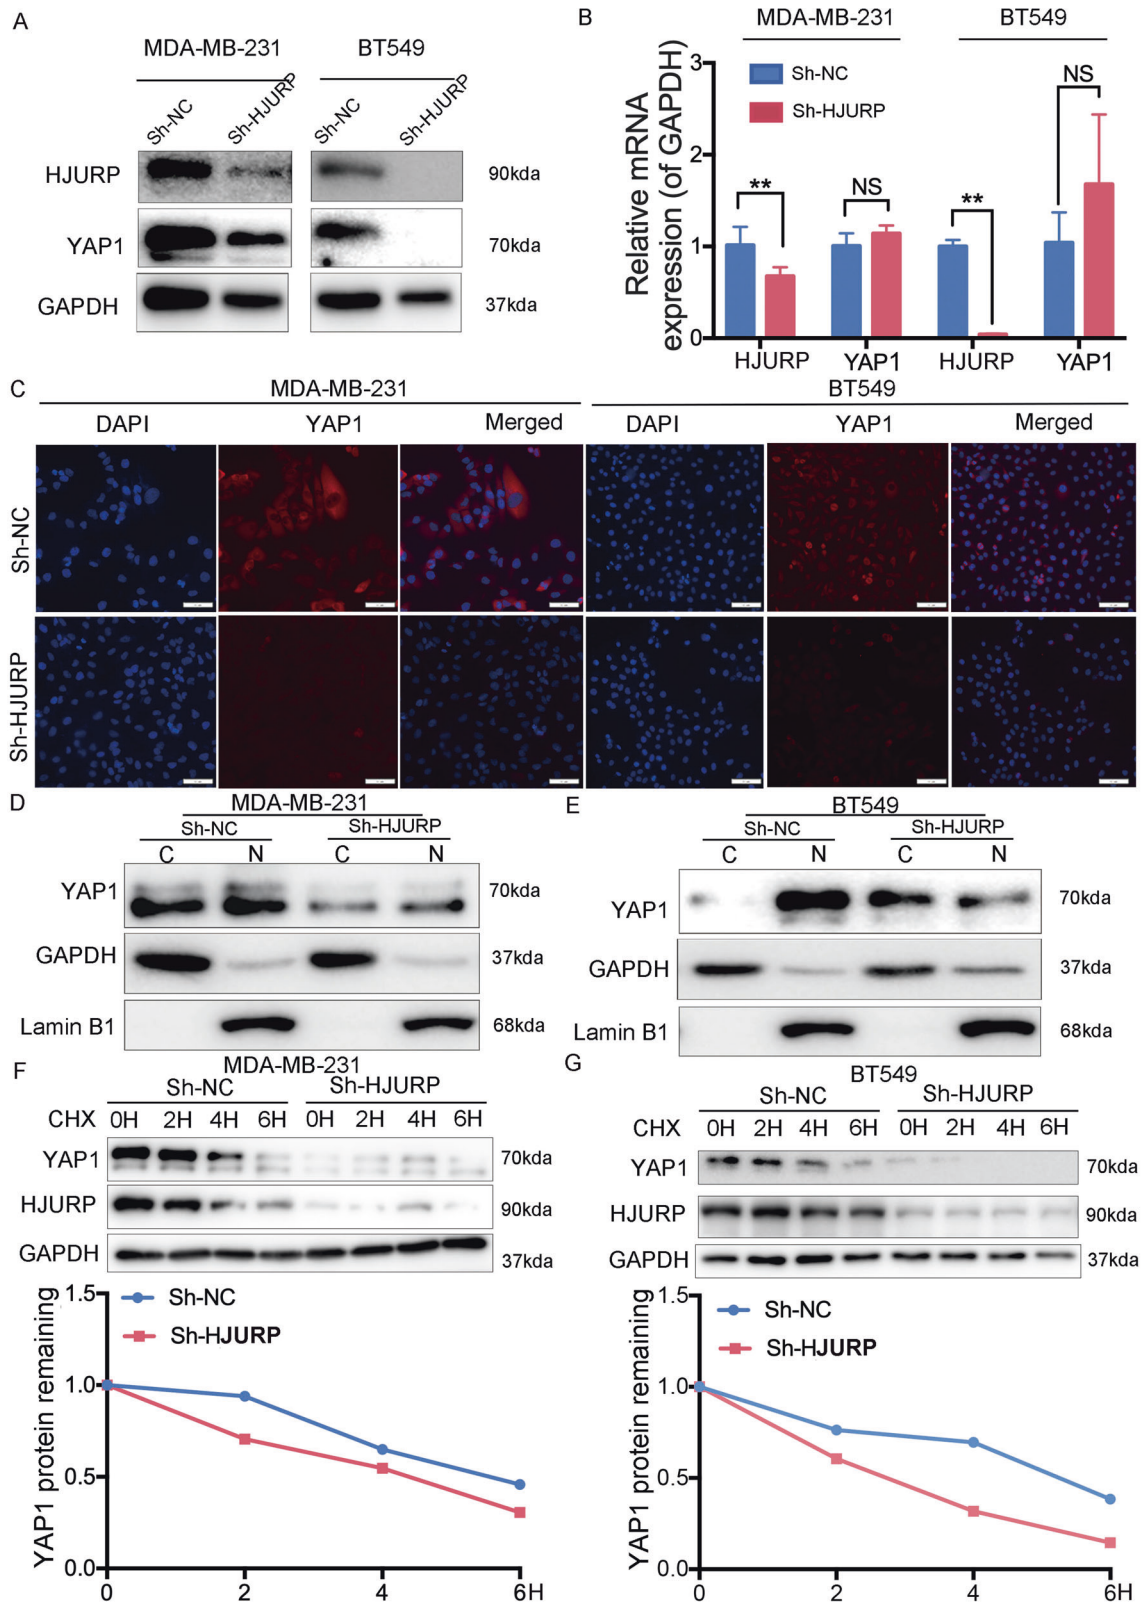 A
MDA-MB-231 BT549
Sh-NC Sh-HJURP Sh-NC Sh-HJURP
HJURP 90kda
YAP1 70kda
GAPDH 37kda
B
MDA-MB-231 BT549
Relative mRNA
expression (of GAPDH)
3
2
1
0
Sh-NC
Sh-HJURP
** NS ** NS
HJURP YAP1 HJURP YAP1
C
MDA-MB-231 BT549
DAPI YAP1 Merged DAPI YAP1 Merged
Sh-NC
Sh-HJURP
D
MDA-MB-231
Sh-NC Sh-HJURP
C N C N
YAP1 70kda
GAPDH 37kda
Lamin B1 68kda
E
BT549
Sh-NC Sh-HJURP
C N C N
YAP1 70kda
GAPDH 37kda
Lamin B1 68kda
F
MDA-MB-231
Sh-NC Sh-HJURP
CHX 0H 2H 4H 6H 0H 2H 4H 6H
YAP1 70kda
HJURP 90kda
GAPDH 37kda
YAP1 protein remaining
1.5
1.0
0.5
0.0
Sh-NC
Sh-HJURP
0 2 4 6H
G
BT549
Sh-NC Sh-HJURP
CHX 0H 2H 4H 6H 0H 2H 4H 6H
YAP1 70kda
HJURP 90kda
GAPDH 37kda
YAP1 protein remaining
1.5
1.0
0.5
0.0
Sh-NC
Sh-HJURP
0 2 4 6H